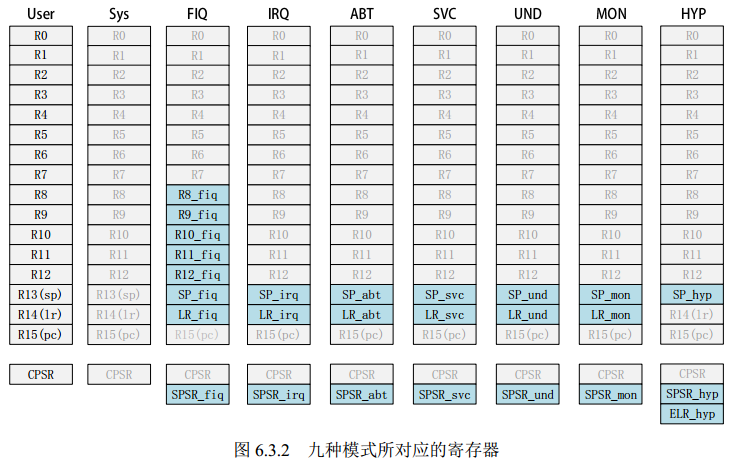 User Sys FIQ IRQ ABT SVC UND MON HYP
R0 R0 R0 R0 R0 R0 R0 R0 R0
R1 R1 R1 R1 R1 R1 R1 R1 R1
R2 R2 R2 R2 R2 R2 R2 R2 R2
R3 R3 R3 R3 R3 R3 R3 R3 R3
R4 R4 R4 R4 R4 R4 R4 R4 R4
R5 R5 R5 R5 R5 R5 R5 R5 R5
R6 R6 R6 R6 R6 R6 R6 R6 R6
R7 R7 R7 R7 R7 R7 R7 R7 R7
R8 R8 R8_fiq R8 R8 R8 R8 R8 R8
R9 R9 R9_fiq R9 R9 R9 R9 R9 R9
R10 R10 R10_fiq R10 R10 R10 R10 R10 R10
R11 R11 R11_fiq R11 R11 R11 R11 R11 R11
R12 R12 R12_fiq R12 R12 R12 R12 R12 R12
R13(sp) R13(sp) SP_fiq SP_irq SP_abt SP_svc SP_und SP_mon SP_hyp
R14(lr) R14(lr) LR_fiq LR_irq LR_abt LR_svc LR_und LR_mon R14(lr)
R15(pc) R15(pc) R15(pc) R15(pc) R15(pc) R15(pc) R15(pc) R15(pc) R15(pc)
CPSR CPSR CPSR CPSR CPSR CPSR CPSR CPSR CPSR
SPSR_fiq SPSR_irq SPSR_abt SPSR_svc SPSR_und SPSR_mon SPSR_hyp
ELR_hyp
图 6.3.2 九种模式所对应的寄存器